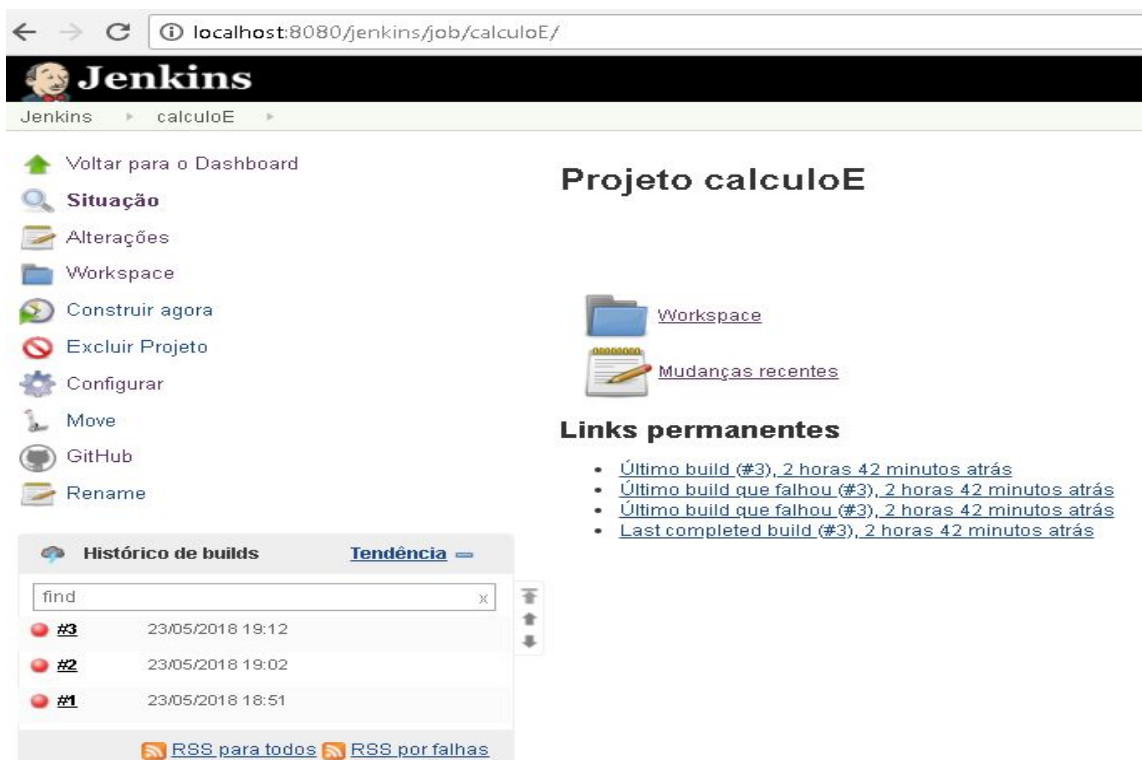 localhost:8080/jenkins/job/calculoE/
Jenkins
Jenkins calculoE
Voltar para o Dashboard
Situação
Alterações
Workspace
Construir agora
Excluir Projeto
Configurar
Move
GitHub
Rename
Histórico de builds Tendência
find x
#3 23/05/2018 19:12
#2 23/05/2018 19:02
#1 23/05/2018 18:51
RSS para todos RSS por falhas
Projeto calculoE
Workspace
Mudanças recentes
Links permanentes
• Último build (#3), 2 horas 42 minutos atrás
• Último build que falhou (#3), 2 horas 42 minutos atrás
• Último build que falhou (#3), 2 horas 42 minutos atrás
• Last completed build (#3), 2 horas 42 minutos atrás